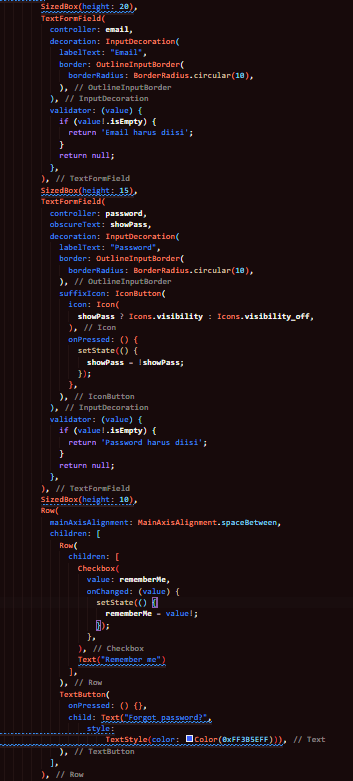 SizedBox(height: 20),
TextFormField(
controller: email,
decoration: InputDecoration(
labelText: "Email",
border: OutlineInputBorder(
borderRadius: BorderRadius.circular(10),
), // OutlineInputBorder
), // InputDecoration
validator: (value) {
if (value!.isEmpty) {
return 'Email harus diisi';
}
return null;
},
), // TextFormField
SizedBox(height: 15),
TextFormField(
controller: password,
obscureText: showPass,
decoration: InputDecoration(
labelText: "Password",
border: OutlineInputBorder(
borderRadius: BorderRadius.circular(10),
), // OutlineInputBorder
suffixIcon: IconButton(
icon: Icon(
showPass ? Icons.visibility : Icons.visibility_off,
), // Icon
onPressed: () {
setState(() {
showPass = !showPass;
});
},
), // IconButton
), // InputDecoration
validator: (value) {
if (value!.isEmpty) {
return 'Password harus diisi';
}
return null;
},
), // TextFormField
SizedBox(height: 10),
Row(
mainAxisAlignment: MainAxisAlignment.spaceBetween,
children: [
Row(
children: [
Checkbox(
value: rememberMe,
onChanged: (value) {
setState(() {
rememberMe = value!;
});
},
), // Checkbox
Text("Remember me")
],
), // Row
TextButton(
onPressed: () {},
child: Text("Forgot password?",
style:
TextStyle(color: Color(0xFF3B5EFF))), // Text
), // TextButton
],
), // Row